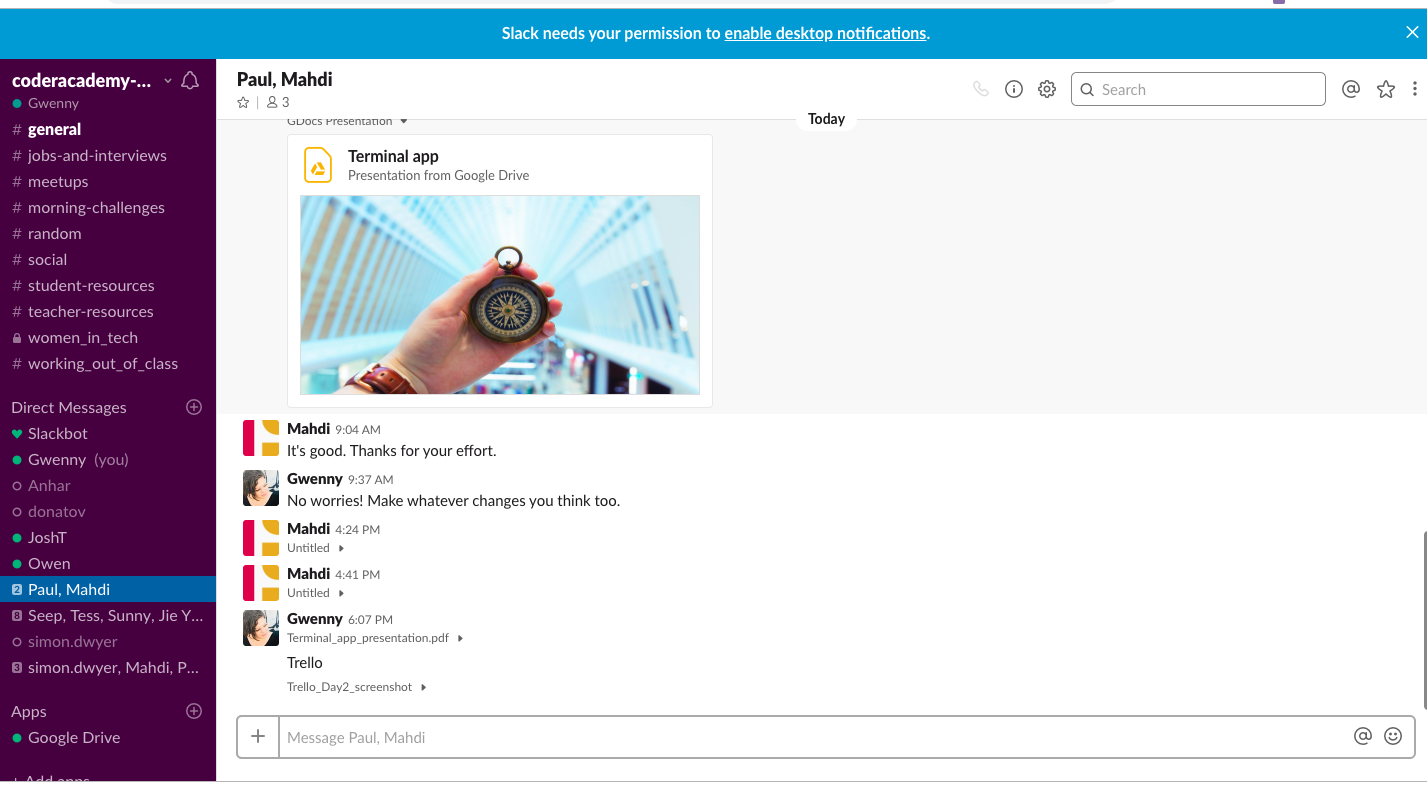 Slack needs your permission to enable desktop notifications.
coderacademy-...
Gwenny
# general
# jobs-and-interviews
# meetups
# morning-challenges
# random
# social
# student-resources
# teacher-resources
women_in_tech
# working_out_of_class
Direct Messages
Slackbot
Gwenny (you)
Anhar
donatov
JoshT
Owen
2 Paul, Mahdi
8 Seep, Tess, Sunny, Jie Y...
simon.dwyer
3 simon.dwyer, Mahdi, P...
Apps
Google Drive
+ Add apps
Paul, Mahdi
3
Search
@
Today
GDocs Presentation
Terminal app
Presentation from Google Drive
Mahdi 9:04 AM
It's good. Thanks for your effort.
Gwenny 9:37 AM
No worries! Make whatever changes you think too.
Mahdi 4:24 PM
Untitled
Mahdi 4:41 PM
Untitled
Gwenny 6:07 PM
Terminal_app_presentation.pdf
Trello
Trello_Day2_screenshot
+ Message Paul, Mahdi @